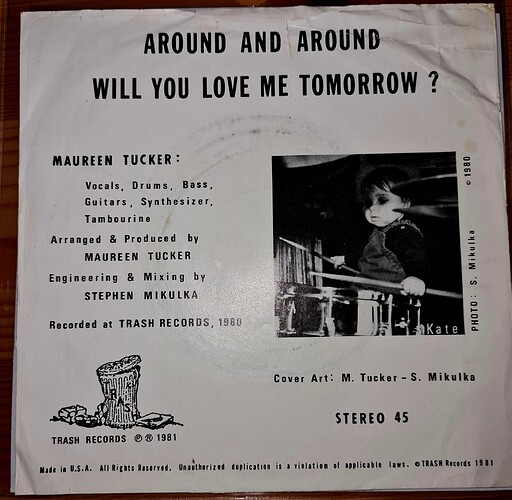 AROUND AND AROUND
WILL YOU LOVE ME TOMORROW ?
MAUREEN TUCKER:
Vocals, Drums, Bass,
Guitars, Synthesizer,
Tambourine
Arranged & Produced by
MAUREEN TUCKER
Engineering & Mixing by
STEPHEN MIKULKA
Recorded at TRASH RECORDS, 1980
© 1980
PHOTO: S. Mikulka
Kate
Cover Art: M. Tucker - S. Mikulka
STEREO 45
TRASH
TRASH RECORDS ℗ ® 1981
Made in U.S.A. All Rights Reserved. Unauthorized duplication is a violation of applicable laws. © TRASH Records 1981